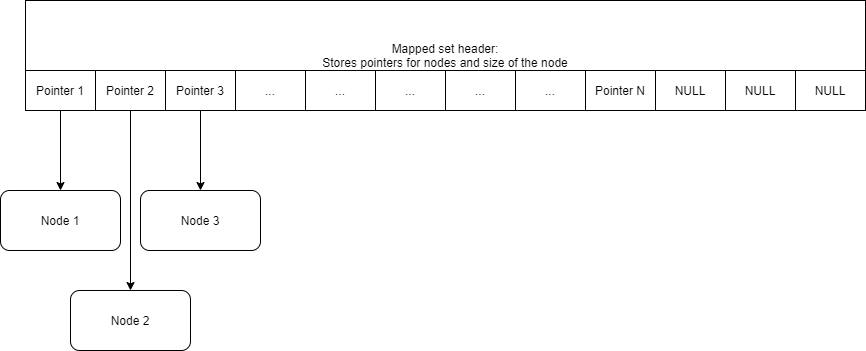 Mapped set header:
Stores pointers for nodes and size of the node
Pointer 1 Pointer 2 Pointer 3 ... ... ... ... ... Pointer N NULL NULL NULL
Node 1 Node 3
Node 2